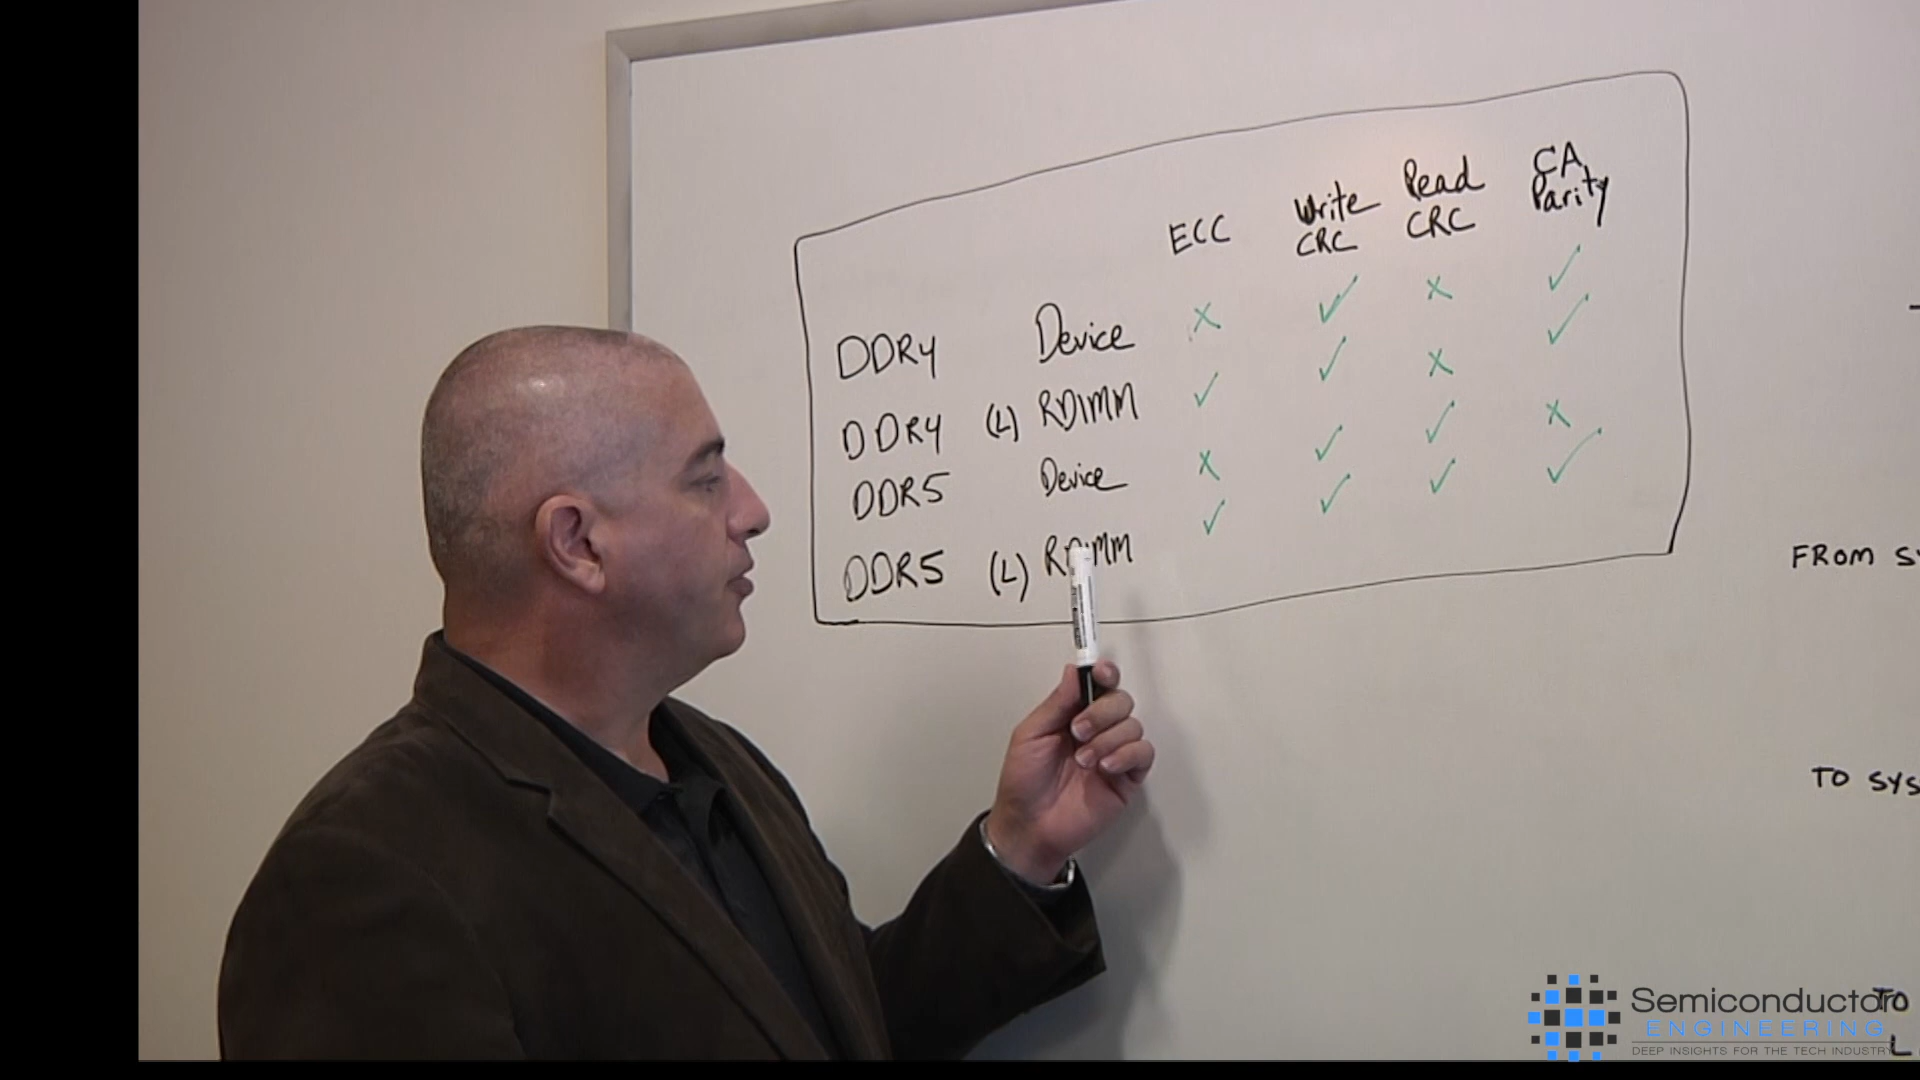 ECC Write CRC Read CRC CA Parity
DDR4 Device x ✓ x ✓
DDR4 (L) RDIMM ✓ ✓ x ✓
DDR5 Device x ✓ ✓ x
DDR5 (L) RDIMM ✓ ✓ ✓ ✓
FROM
TO
TO
Semiconductor
ENGINEERING
DEEP INSIGHTS FOR THE TECH INDUSTRY